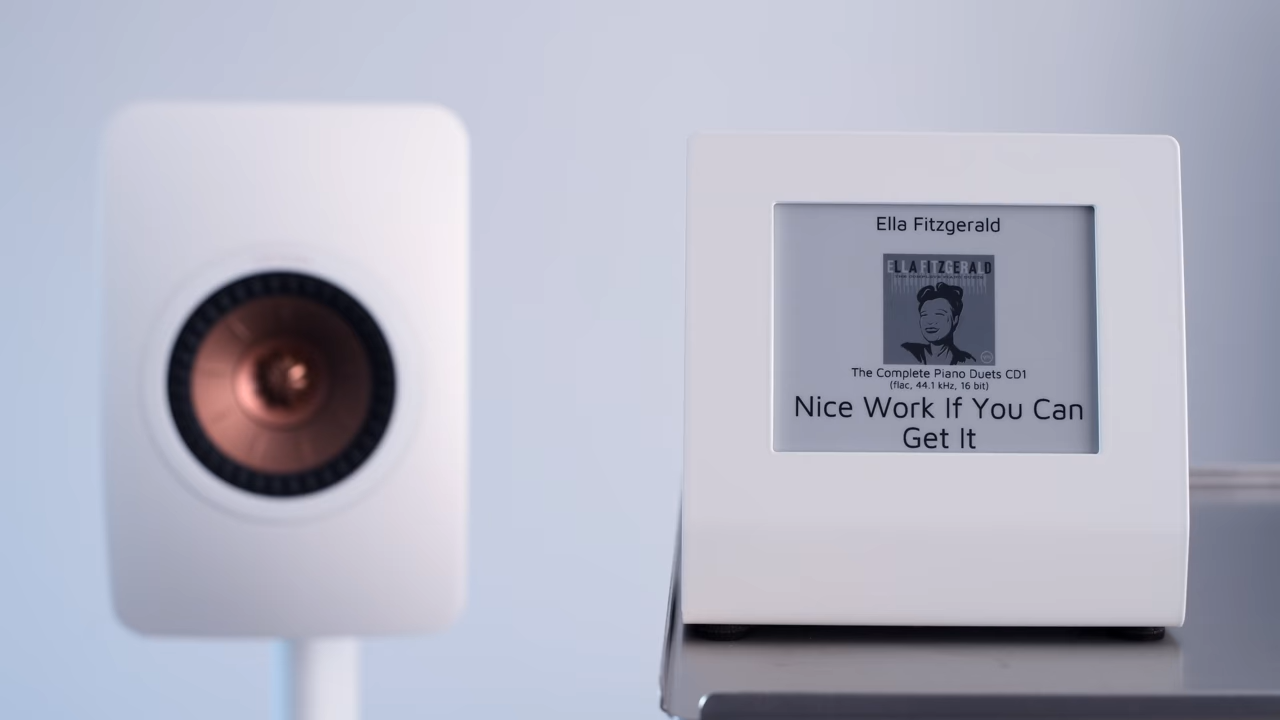 Ella Fitzgerald
ELLA FITZGERALD
The Complete Piano Duets CD1
(flac, 44.1 kHz, 16 bit)
Nice Work If You Can
Get It